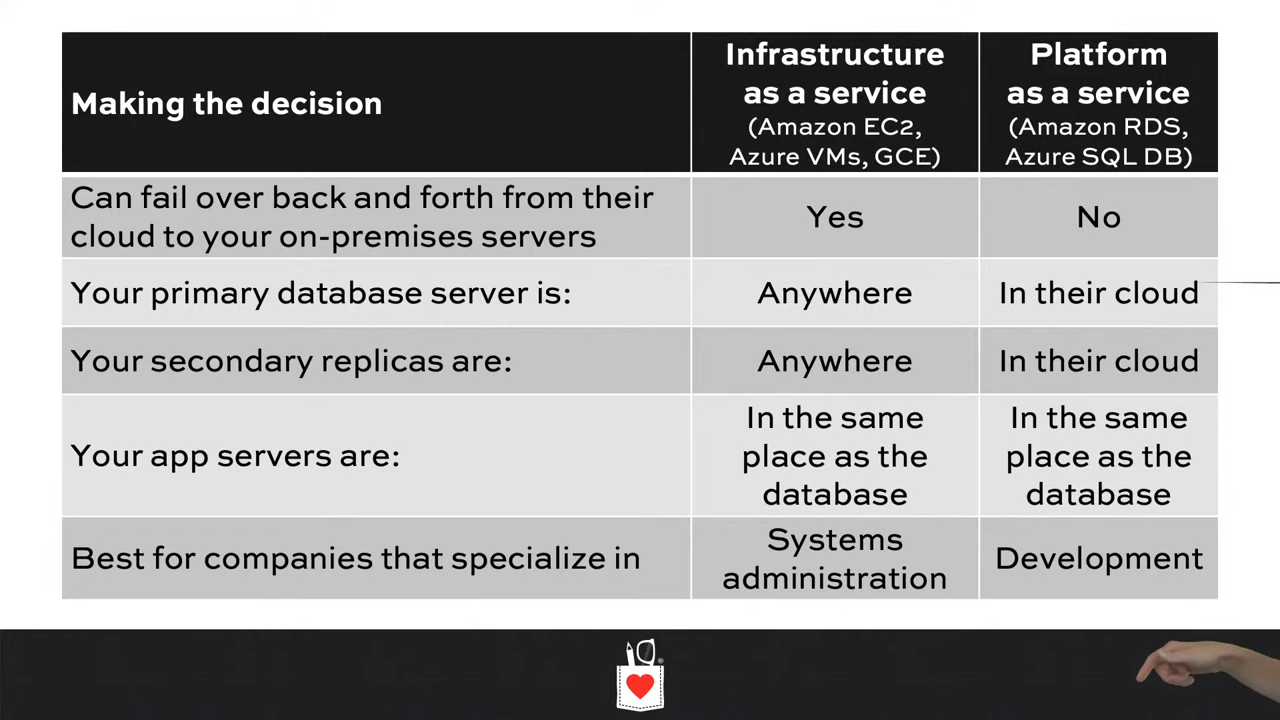 Making the decision
Infrastructure
as a service
(Amazon EC2,
Azure VMs, GCE)
Platform
as a service
(Amazon RDS,
Azure SQL DB)
Can fail over back and forth from their
cloud to your on-premises servers
Yes
No
Your primary database server is:
Anywhere
In their cloud
Your secondary replicas are:
Anywhere
In their cloud
Your app servers are:
In the same
place as the
database
In the same
place as the
database
Best for companies that specialize in
Systems
administration
Development